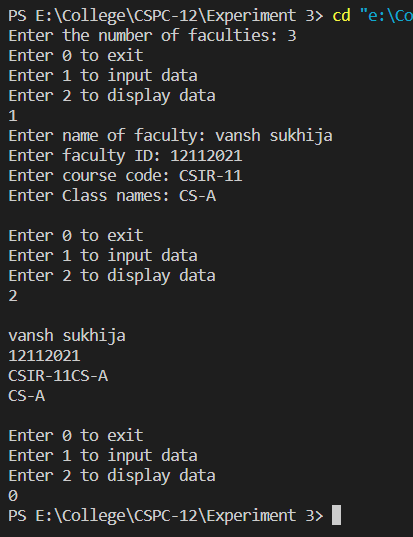 PS E:\College\CSPC-12\Experiment 3> cd "e:\Co
Enter the number of faculties: 3
Enter 0 to exit
Enter 1 to input data
Enter 2 to display data
1
Enter name of faculty: vansh sukhija
Enter faculty ID: 12112021
Enter course code: CSIR-11
Enter Class names: CS-A
Enter 0 to exit
Enter 1 to input data
Enter 2 to display data
2
vansh sukhija
12112021
CSIR-11CS-A
CS-A
Enter 0 to exit
Enter 1 to input data
Enter 2 to display data
0
PS E:\College\CSPC-12\Experiment 3>